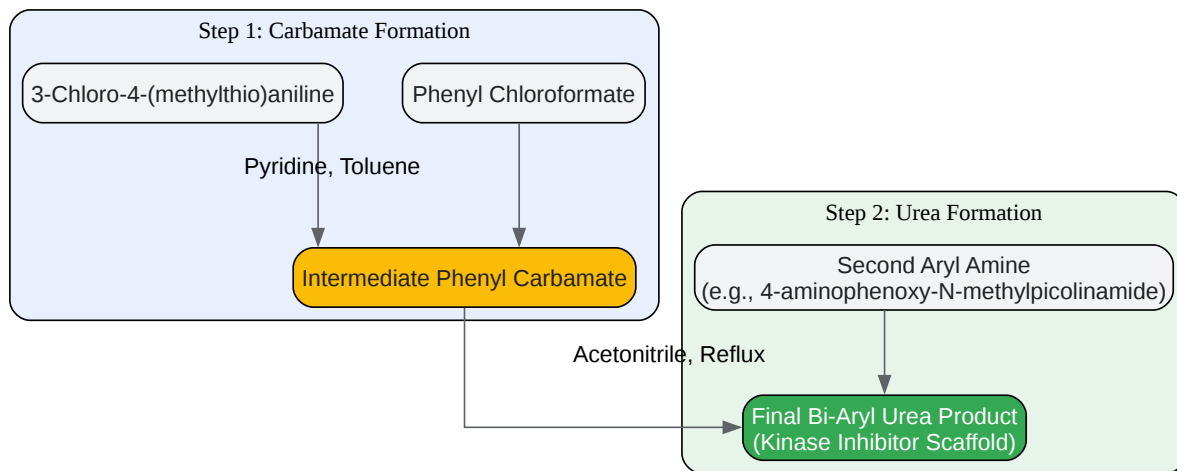 Step 1: Carbamate Formation
3-Chloro-4-(methylthio)aniline
Phenyl Chloroformate
Pyridine, Toluene
Intermediate Phenyl Carbamate
Step 2: Urea Formation
Second Aryl Amine
(e.g., 4-aminophenoxy-N-methylpicolinamide)
Acetonitrile, Reflux
Final Bi-Aryl Urea Product
(Kinase Inhibitor Scaffold)